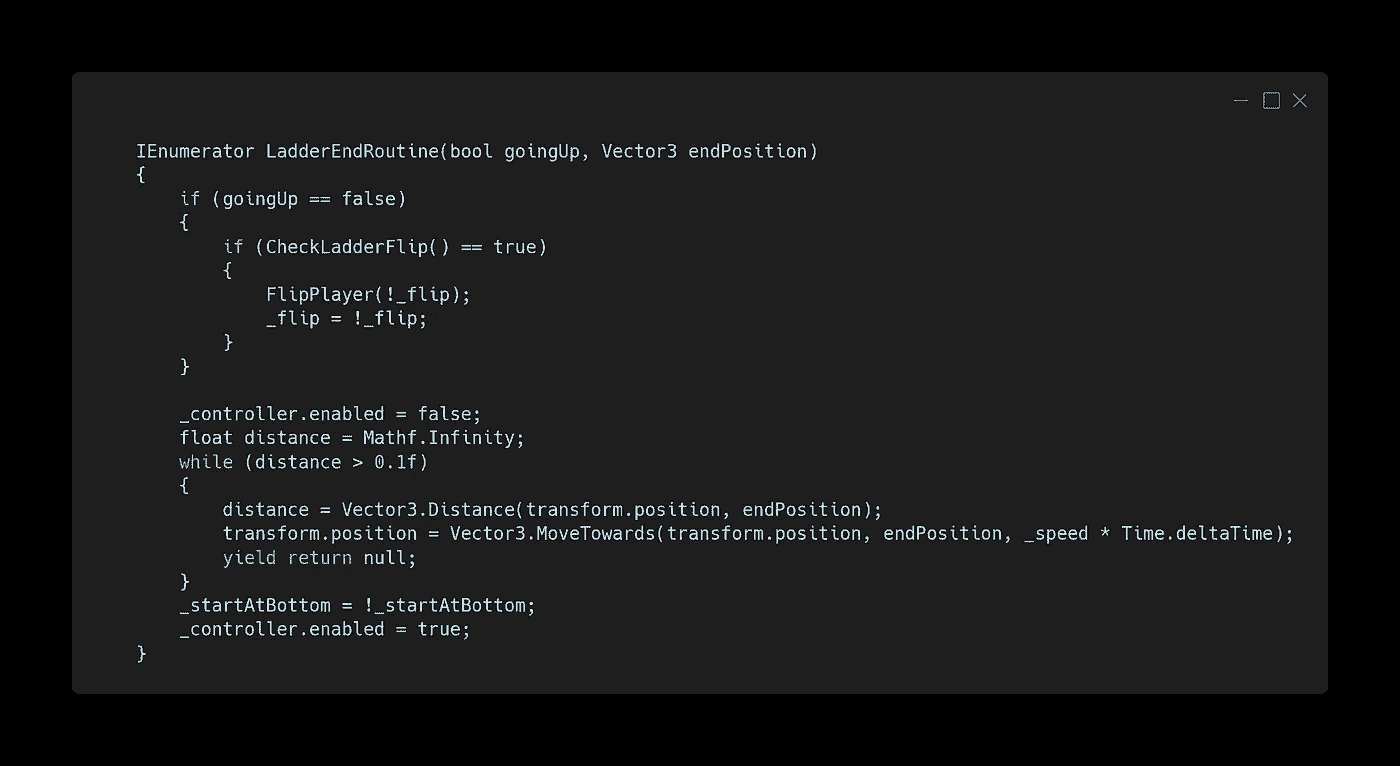 IEnumerator LadderEndRoutine(bool goingUp, Vector3 endPosition)
{
    if (goingUp == false)
    {
        if (CheckLadderFlip() == true)
        {
            FlipPlayer(!_flip);
            _flip = !_flip;
        }
    }

    _controller.enabled = false;
    float distance = Mathf.Infinity;
    while (distance > 0.1f)
    {
        distance = Vector3.Distance(transform.position, endPosition);
        transform.position = Vector3.MoveTowards(transform.position, endPosition, _speed * Time.deltaTime);
        yield return null;
    }
    _startAtBottom = !_startAtBottom;
    _controller.enabled = true;
}